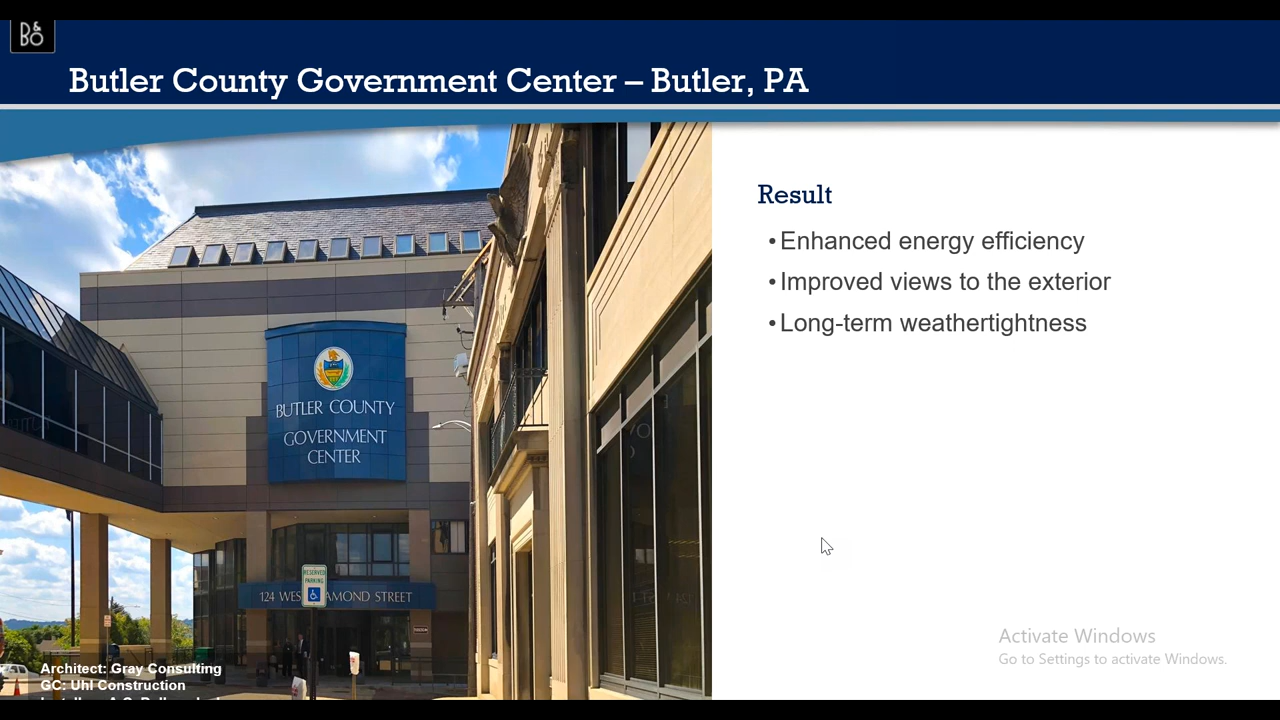 B&O
Butler County Government Center – Butler, PA
Result
•Enhanced energy efficiency
•Improved views to the exterior
•Long-term weathertightness
BUTLER COUNTY
GOVERNMENT
CENTER
RESERVED
PARKING
124 WES AMOND STREET
Architect: Gray Consulting
GC: Uhl Construction
Activate Windows
Go to Settings to activate Windows.